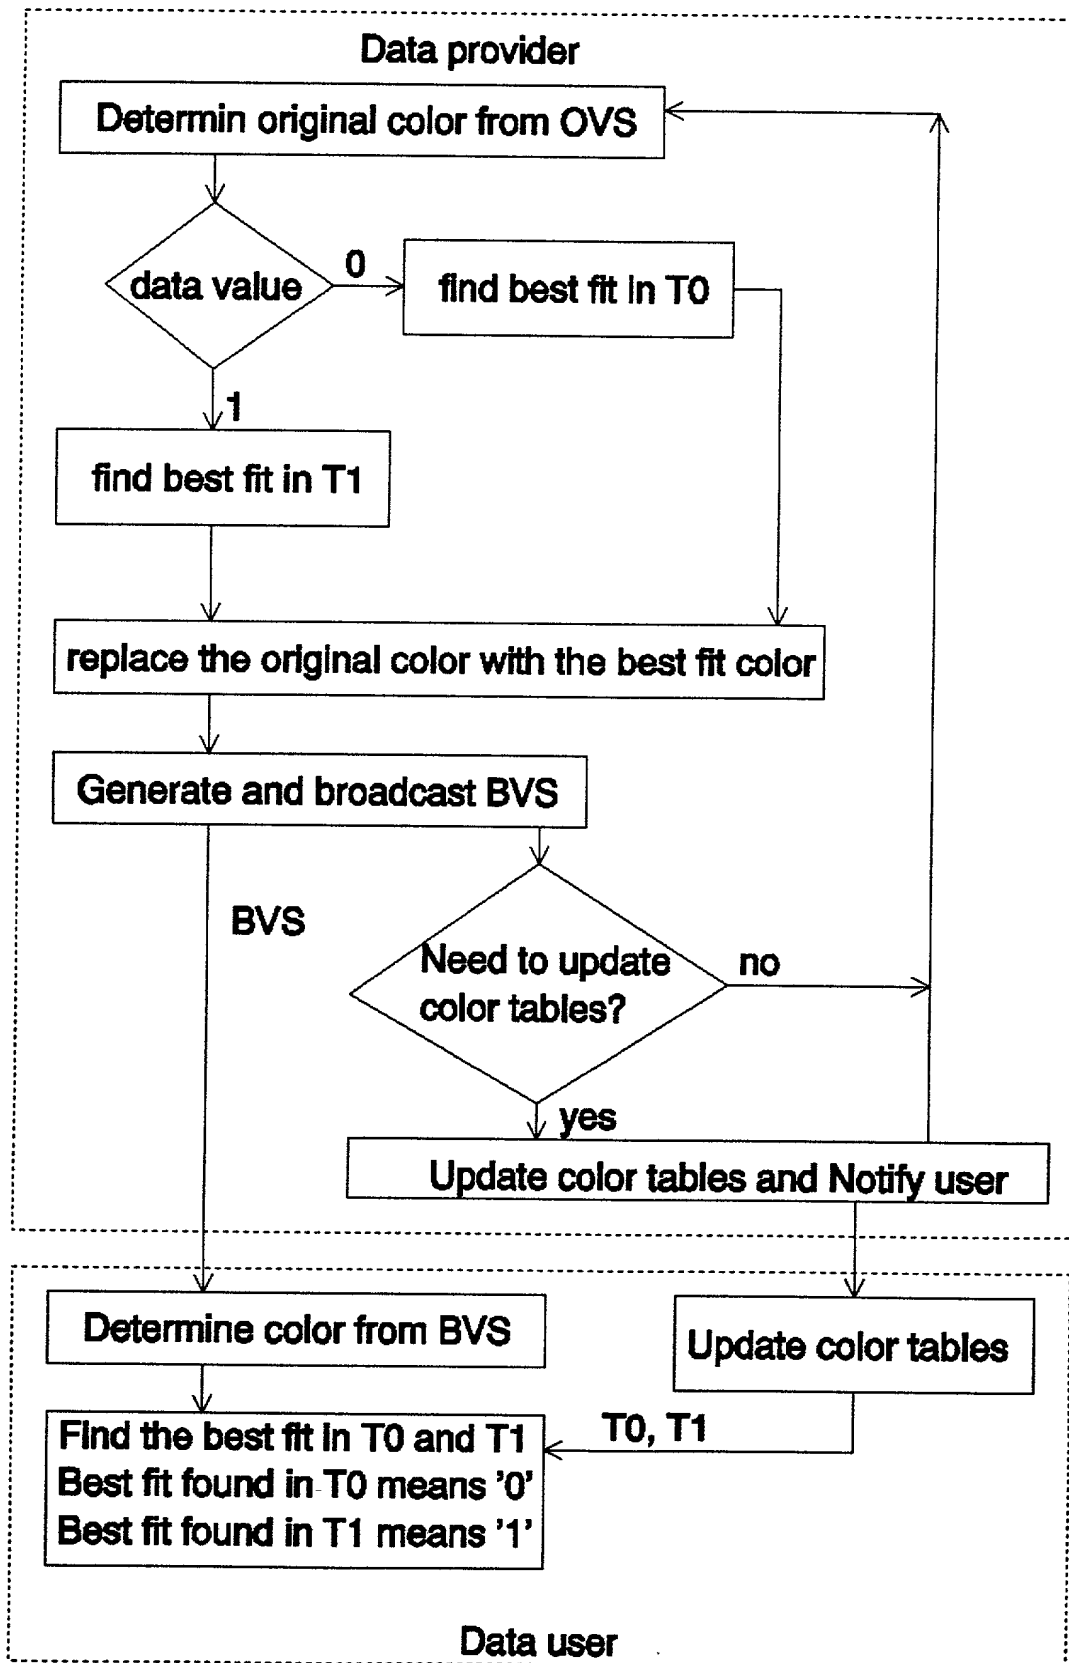 Data provider
Determin original color from OVS
data value
0
find best fit in T0
1
find best fit in T1
replace the original color with the best fit color
Generate and broadcast BVS
BVS
Need to update
color tables?
no
yes
Update color tables and Notify user
Determine color from BVS
Update color tables
T0, T1
Find the best fit in T0 and T1
Best fit found in T0 means '0'
Best fit found in T1 means '1'
Data user